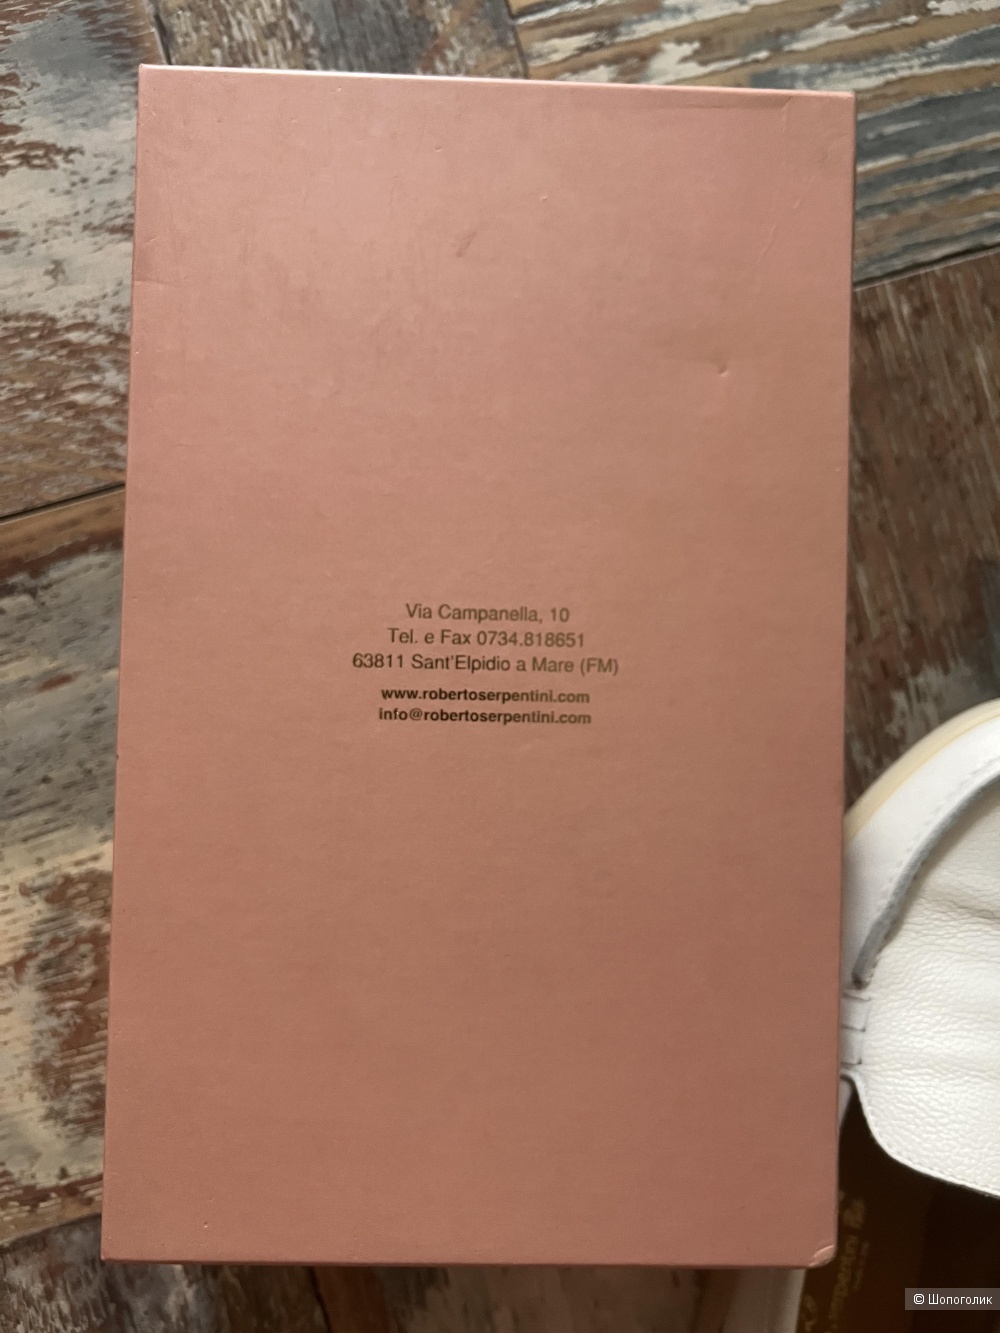 Via Campanella, 10
Tel. e Fax 0734.818651
63811 Sant'Elpidio a Mare (FM)
www.robertoserpentini.com
info@robertoserpentini.com
© Шопоголик